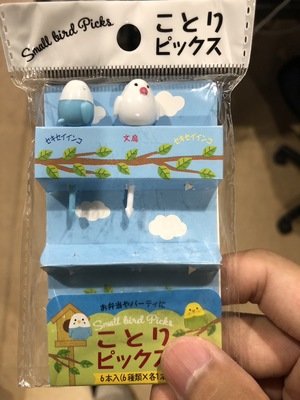 Small bird Picks
ことり
ピックス
セキセイインコ
文鳥
セキセイインコ
お弁当やパーティに
Small bird Picks
ことり
ピックス
6本入(6種類×各1